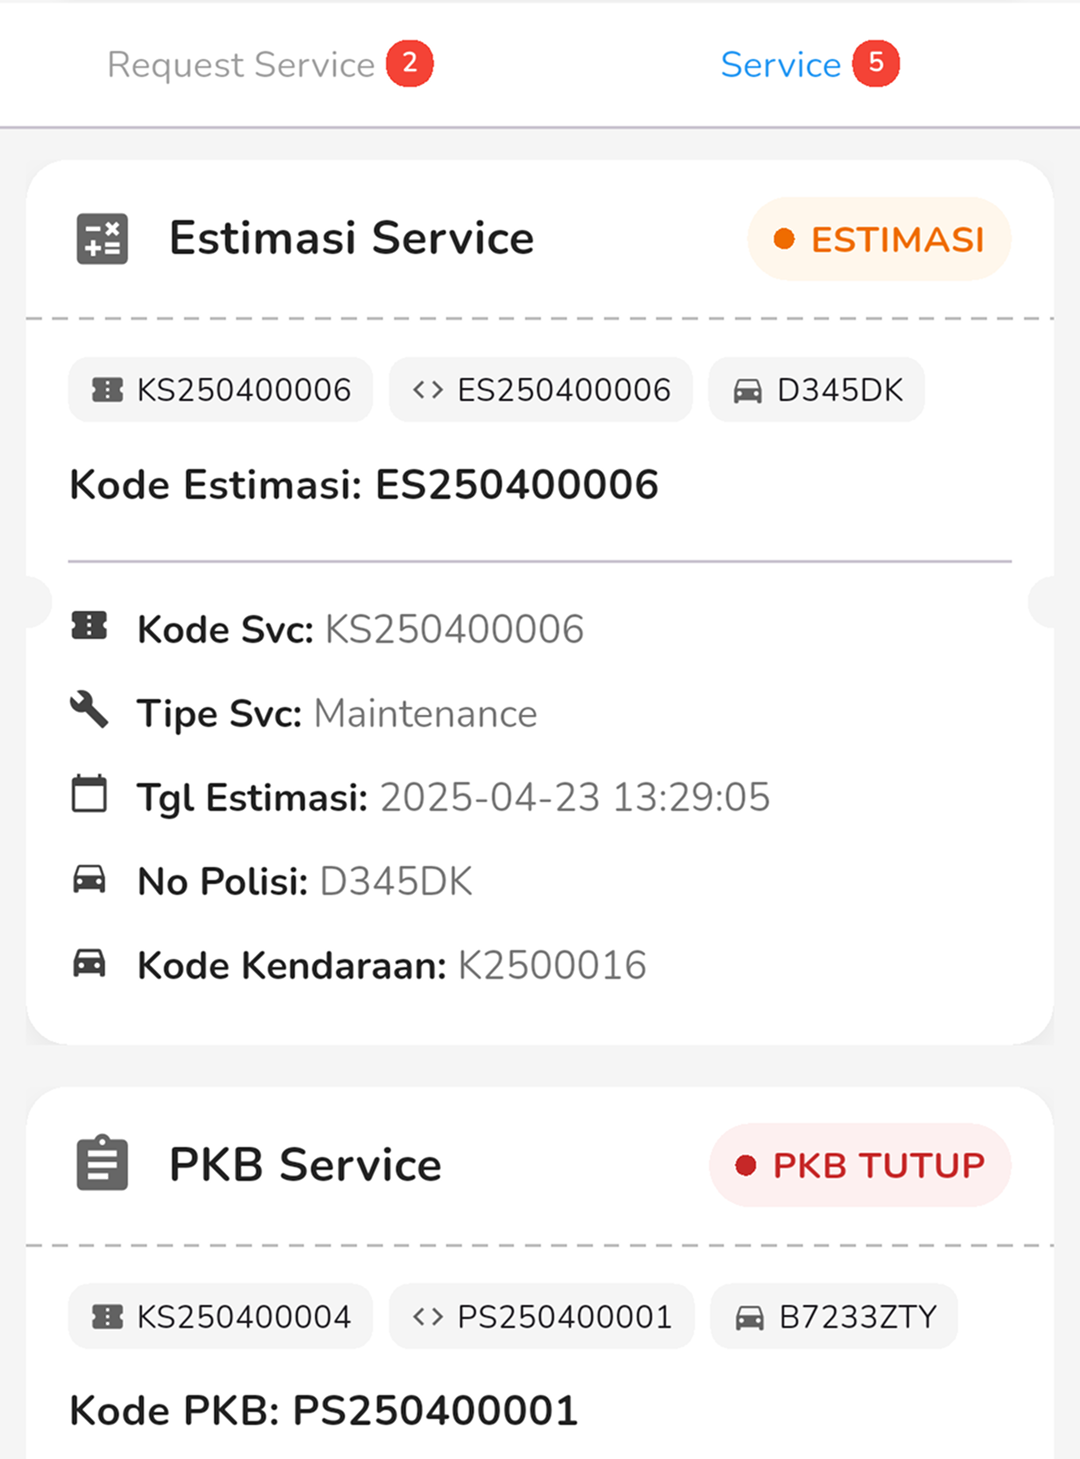 Request Service 2 Service 5
Estimasi Service ESTIMASI
KS250400006 <> ES250400006 D345DK
Kode Estimasi: ES250400006
Kode Svc: KS250400006
Tipe Svc: Maintenance
Tgl Estimasi: 2025-04-23 13:29:05
No Polisi: D345DK
Kode Kendaraan: K2500016
PKB Service PKB TUTUP
KS250400004 <> PS250400001 B7233ZTY
Kode PKB: PS250400001